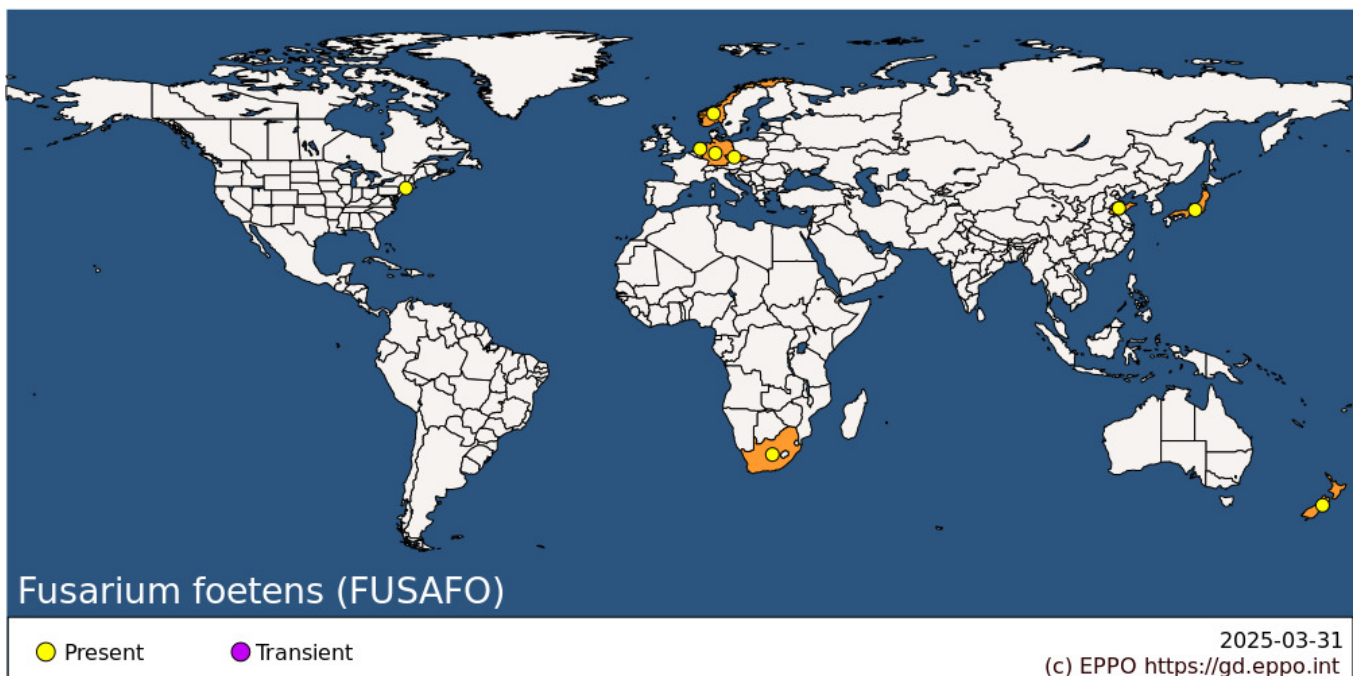 Fusarium foetens (FUSAFO)
Present
Transient
2025-03-31
(c) EPPO https://gd.eppo.int